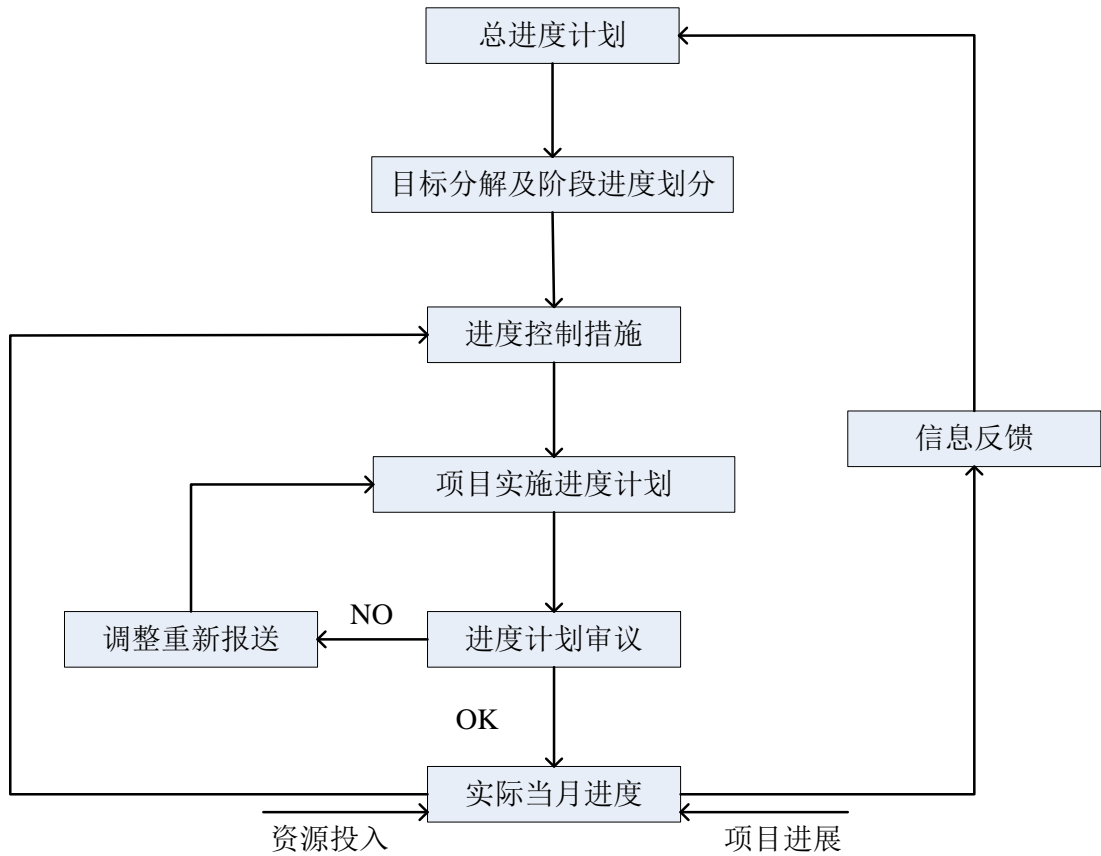 总进度计划
目标分解及阶段进度划分
进度控制措施
信息反馈
项目实施进度计划
NO
调整重新报送
进度计划审议
OK
实际当月进度
资源投入
项目进展